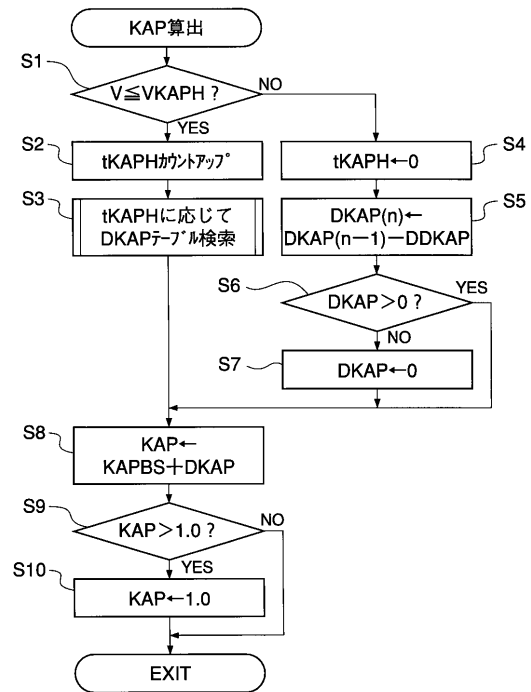 KAP算出
S1
V≦VKAPH ?
NO
YES
S2
tKAPHｶｳﾝﾄｱｯﾌﾟ
S4
tKAPH←0
S3
tKAPHに応じて
DKAPﾃｰﾌﾞﾙ検索
S5
DKAP(n)←
DKAP(n−1)−DDKAP
S6
DKAP＞0 ?
YES
NO
S7
DKAP←0
S8
KAP←
KAPBS＋DKAP
S9
KAP＞1.0 ?
NO
YES
S10
KAP←1.0
EXIT